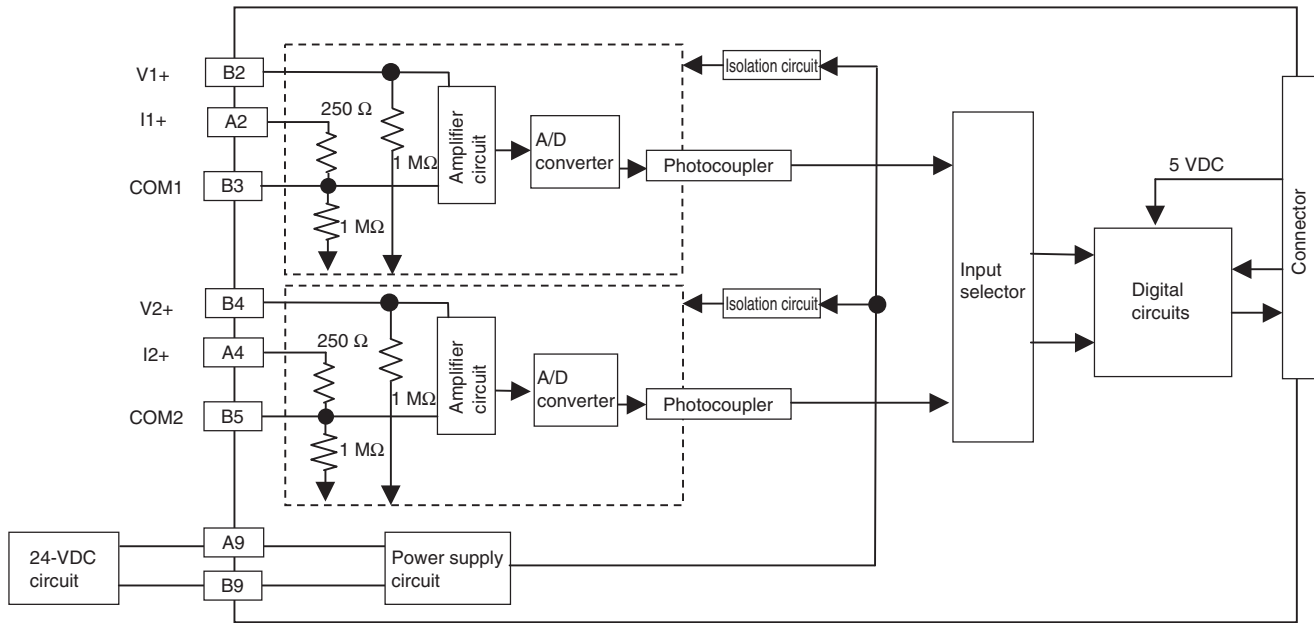 V1+
B2
I1+
A2
COM1
B3
250 Ω
1 MΩ
1 MΩ
Amplifier
circuit
A/D
converter
Photocoupler
Isolation circuit
V2+
B4
I2+
A4
COM2
B5
250 Ω
1 MΩ
1 MΩ
Amplifier
circuit
A/D
converter
Photocoupler
Isolation circuit
Input
selector
5 VDC
Digital
circuits
Connector
24-VDC
circuit
A9
B9
Power supply
circuit